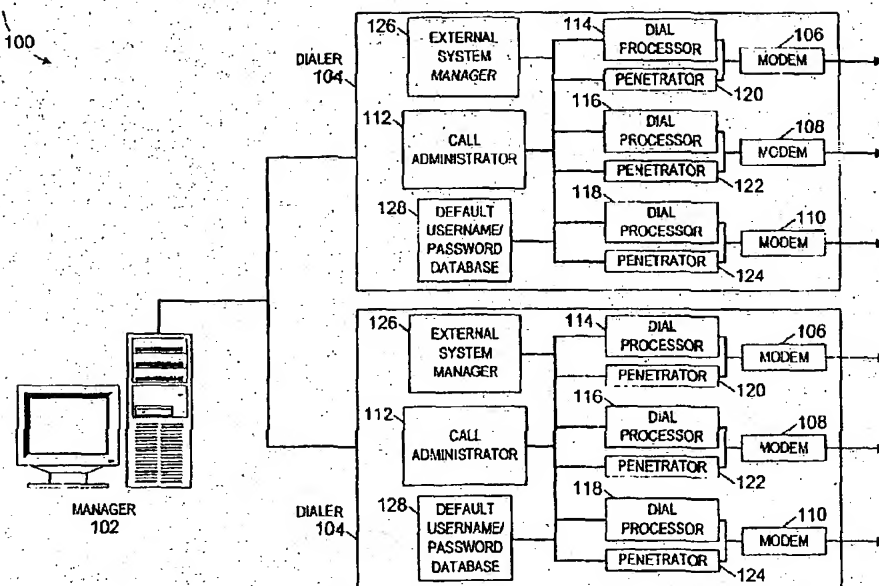 100
DIALER
104
126
EXTERNAL
SYSTEM
MANAGER
112
CALL
ADMINISTRATOR
128
DEFAULT
USERNAME/
PASSWORD
DATABASE
114
DIAL
PROCESSOR
PENETRATOR
120
106
MODEM
116
DIAL
PROCESSOR
PENETRATOR
122
108
MODEM
118
DIAL
PROCESSOR
PENETRATOR
124
110
MODEM
MANAGER
102
DIALER
104
126
EXTERNAL
SYSTEM
MANAGER
112
CALL
ADMINISTRATOR
128
DEFAULT
USERNAME/
PASSWORD
DATABASE
114
DIAL
PROCESSOR
PENETRATOR
120
106
MODEM
116
DIAL
PROCESSOR
PENETRATOR
122
108
MODEM
118
DIAL
PROCESSOR
PENETRATOR
124
110
MODEM